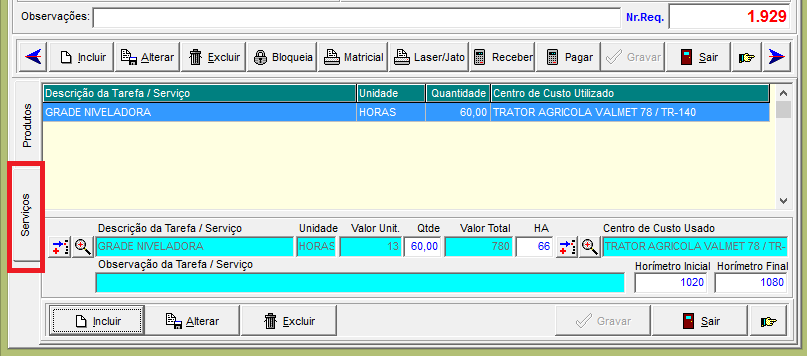 Observações:
Nr.Req. 1.929
Incluir Alterar Excluir Bloqueia Matricial Laser/Jato Receber Pagar Gravar Sair
Produtos
Serviços
Descrição da Tarefa / Serviço Unidade Quantidade Centro de Custo Utilizado
GRADE NIVELADORA HORAS 60,00 TRATOR AGRICOLA VALMET 78 / TR-140
Descrição da Tarefa / Serviço Unidade Valor Unit. Qtde Valor Total HA Centro de Custo Usado
GRADE NIVELADORA HORAS 13 60,00 780 66 TRATOR AGRICOLA VALMET 78 / TR-
Observação da Tarefa / Serviço Horímetro Inicial Horímetro Final
1020 1080
Incluir Alterar Excluir Gravar Sair